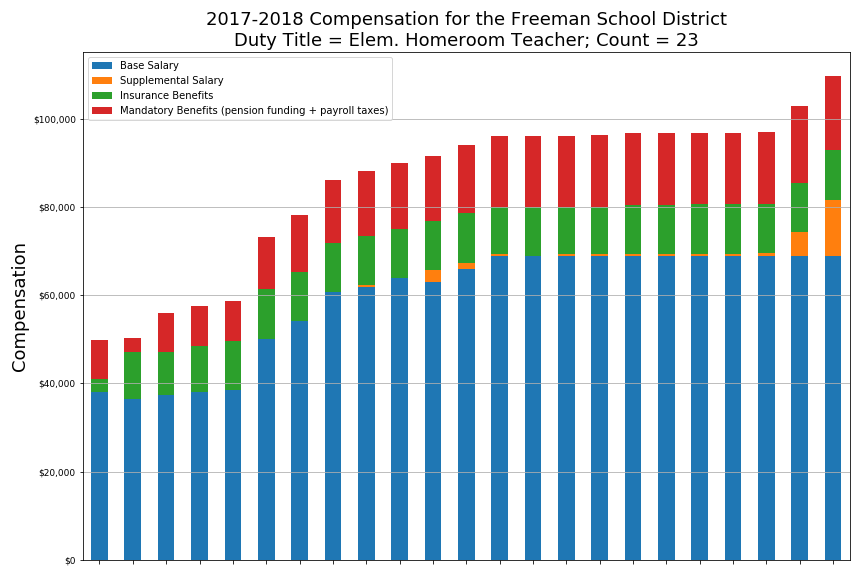 2017-2018 Compensation for the Freeman School District
Duty Title = Elem. Homeroom Teacher; Count = 23
Base Salary
Supplemental Salary
Insurance Benefits
Mandatory Benefits (pension funding + payroll taxes)
$100,000
$80,000
$60,000
$40,000
$20,000
$0
Compensation